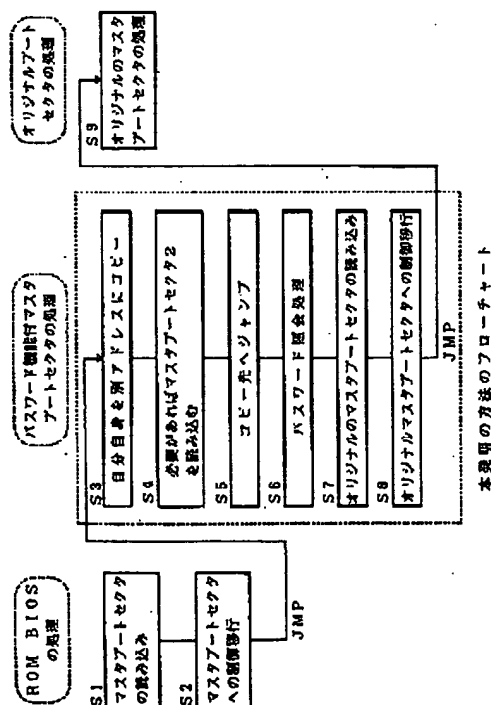 ROM BIOS
の処理
S1
マスタブートセクタ
の読み込み
S2
マスタブートセクタ
への制御移行
JMP
パスワード機能付マスタ
ブートセクタの処理
S3
自分自身を別アドレスにコピー
S4
必要があればマスタブートセクタ2
を読み込む
S5
コピー先へジャンプ
S6
パスワード照会処理
S7
オリジナルのマスタブートセクタの読み込み
S8
オリジナルマスタブートセクタへの制御移行
JMP
オリジナルブート
セクタの処理
S9
オリジナルのマスタ
ブートセクタの処理
本発明の方法のフローチャート